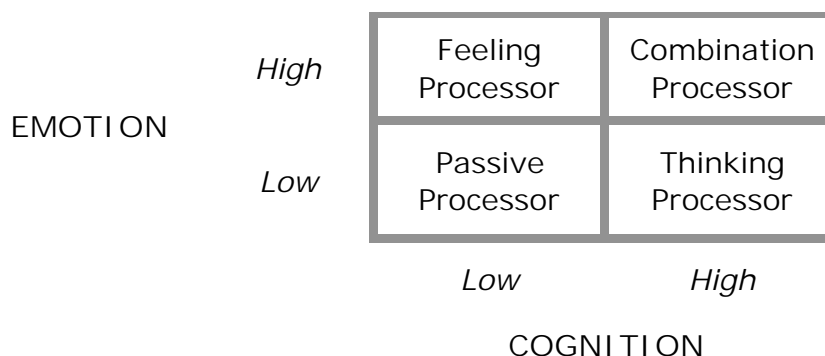 High
Feeling
Processor
Combination
Processor
EMOTION
Low
Passive
Processor
Thinking
Processor
Low
High
COGNITION